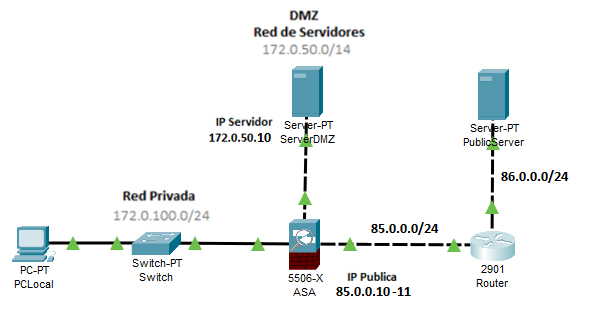 DMZ
Red de Servidores
172.0.50.0/14
IP Servidor
172.0.50.10
Server-PT
ServerDMZ
Server-PT
PublicServer
86.0.0.0/24
Red Privada
172.0.100.0/24
85.0.0.0/24
PC-PT
PCLocal
Switch-PT
Switch
5506-X
ASA
IP Publica
85.0.0.10 -11
2901
Router